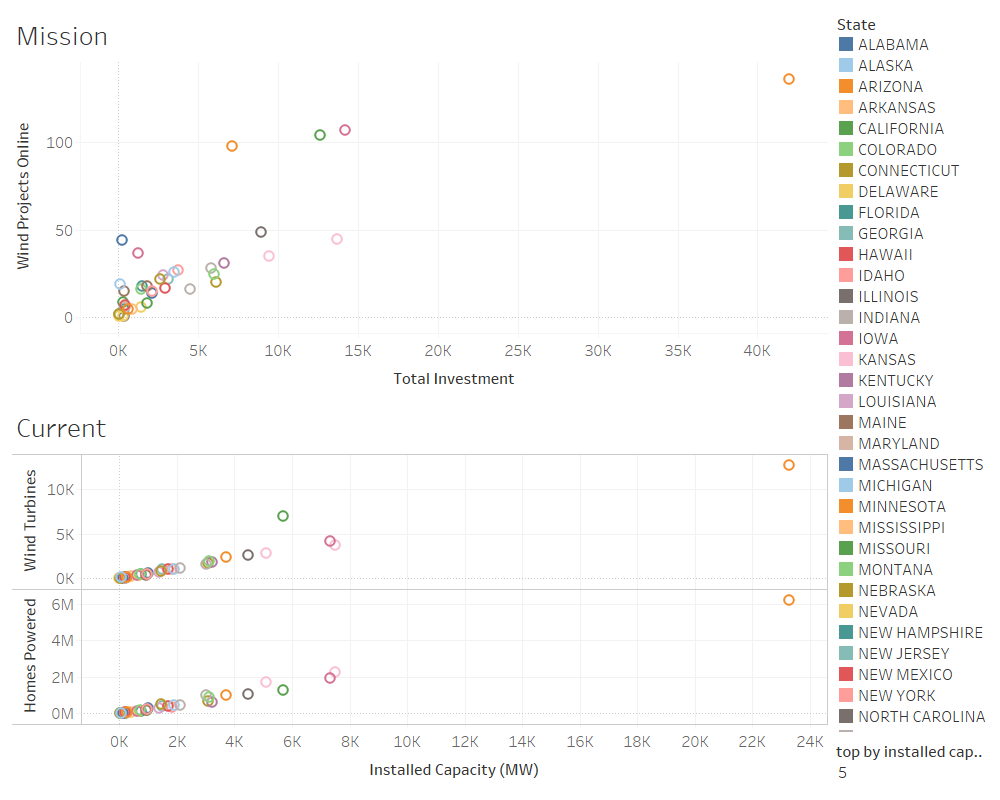 Mission
Wind Projects Online
100
50
0
0K 5K 10K 15K 20K 25K 30K 35K 40K
Total Investment
Current
Wind Turbines
10K
5K
0K
Homes Powered
6M
4M
2M
0M
0K 2K 4K 6K 8K 10K 12K 14K 16K 18K 20K 22K 24K
Installed Capacity (MW)
State
ALABAMA
ALASKA
ARIZONA
ARKANSAS
CALIFORNIA
COLORADO
CONNECTICUT
DELAWARE
FLORIDA
GEORGIA
HAWAII
IDAHO
ILLINOIS
INDIANA
IOWA
KANSAS
KENTUCKY
LOUISIANA
MAINE
MARYLAND
MASSACHUSETTS
MICHIGAN
MINNESOTA
MISSISSIPPI
MISSOURI
MONTANA
NEBRASKA
NEVADA
NEW HAMPSHIRE
NEW JERSEY
NEW MEXICO
NEW YORK
NORTH CAROLINA
top by installed cap..
5